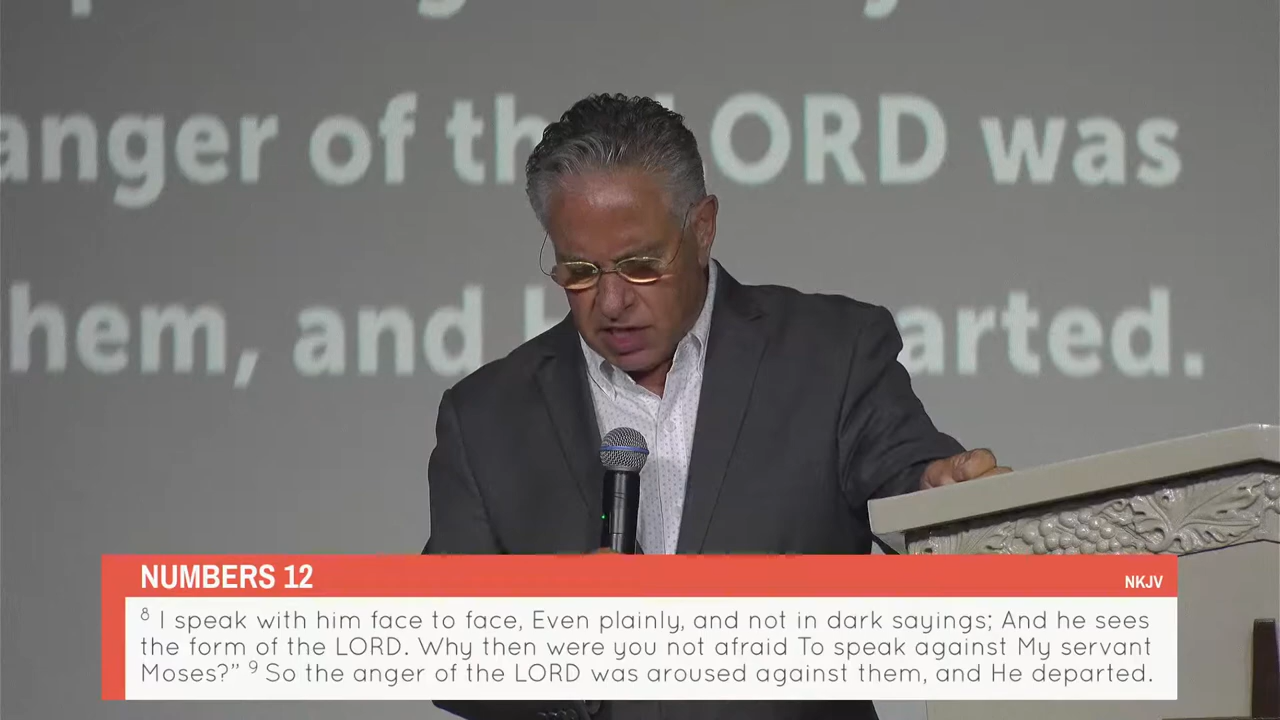 anger of th LORD was
hem, and H arted.
NUMBERS 12
NKJV
8 I speak with him face to face, Even plainly, and not in dark sayings; And he sees
the form of the LORD. Why then were you not afraid To speak against My servant
Moses?” 9 So the anger of the LORD was aroused against them, and He departed.